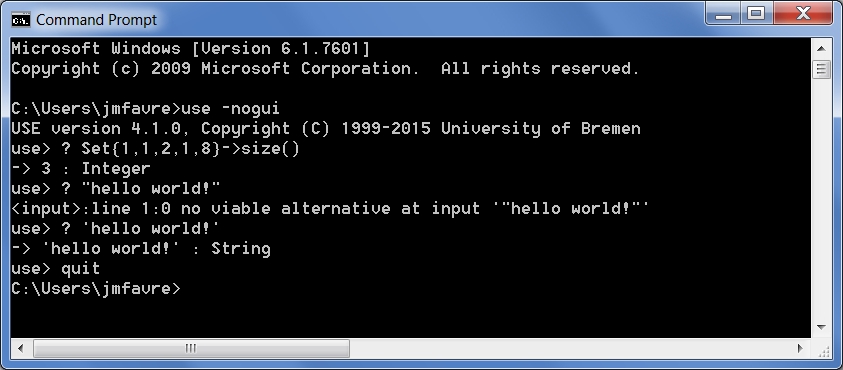 Command Prompt
Microsoft Windows [Version 6.1.7601]
Copyright (c) 2009 Microsoft Corporation.  All rights reserved.
C:\Users\jmfavre>use -nogui
USE version 4.1.0, Copyright (C) 1999-2015 University of Bremen
use> ? Set{1,1,2,1,8}->size()
-> 3 : Integer
use> ? "hello world!"
<input>:line 1:0 no viable alternative at input '"hello world!"'
use> ? 'hello world!'
-> 'hello world!' : String
use> quit
C:\Users\jmfavre>